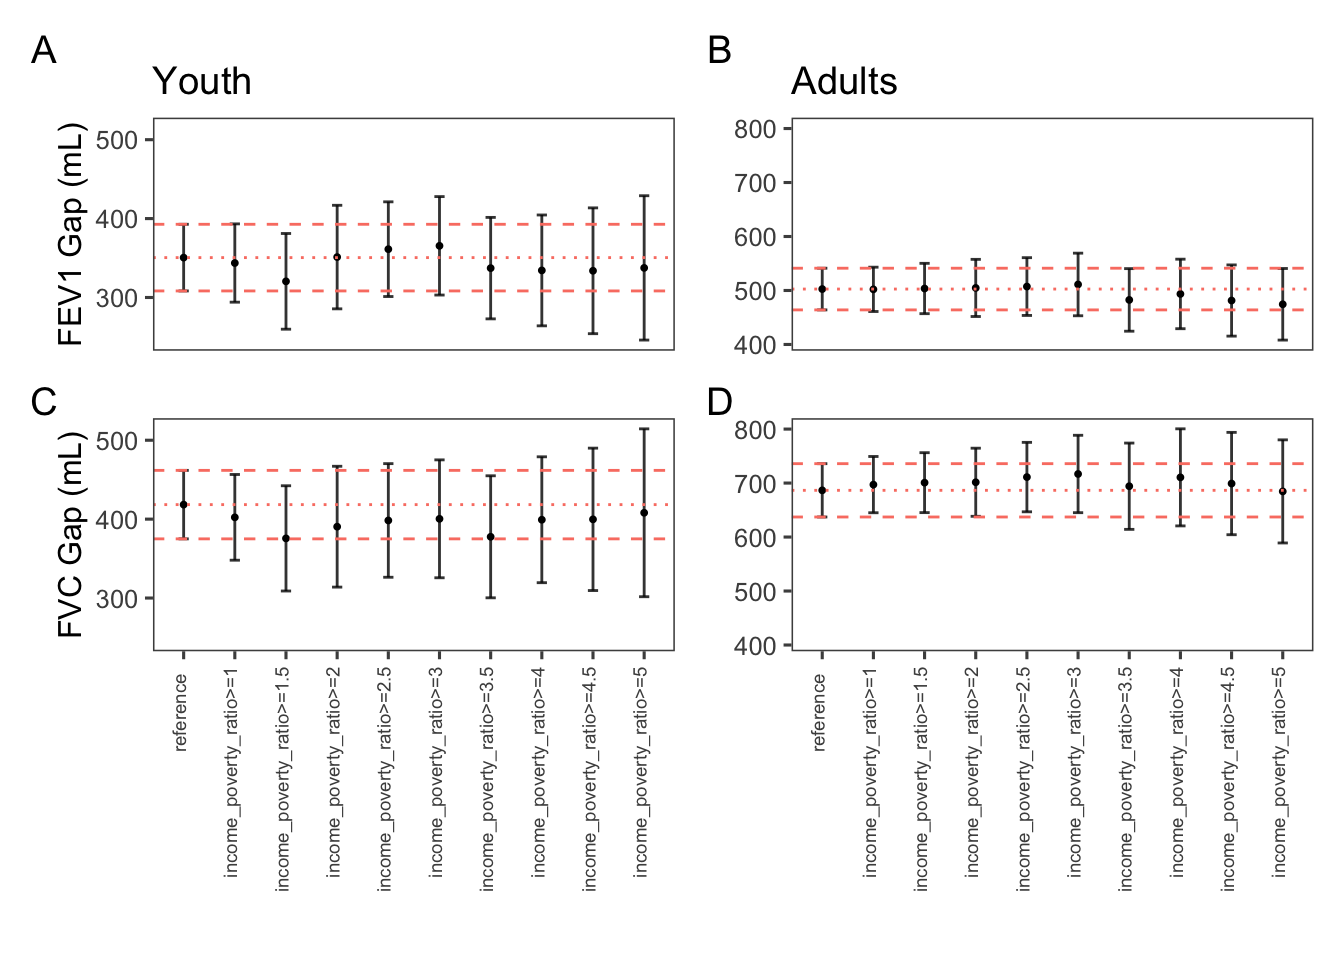 A
Youth
FEV1 Gap (mL)
500
400
300
B
Adults
800
700
600
500
400
C
FVC Gap (mL)
500
400
300
reference
income_poverty_ratio>=1
income_poverty_ratio>=1.5
income_poverty_ratio>=2
income_poverty_ratio>=2.5
income_poverty_ratio>=3
income_poverty_ratio>=3.5
income_poverty_ratio>=4
income_poverty_ratio>=4.5
income_poverty_ratio>=5
D
800
700
600
500
400
reference
income_poverty_ratio>=1
income_poverty_ratio>=1.5
income_poverty_ratio>=2
income_poverty_ratio>=2.5
income_poverty_ratio>=3
income_poverty_ratio>=3.5
income_poverty_ratio>=4
income_poverty_ratio>=4.5
income_poverty_ratio>=5